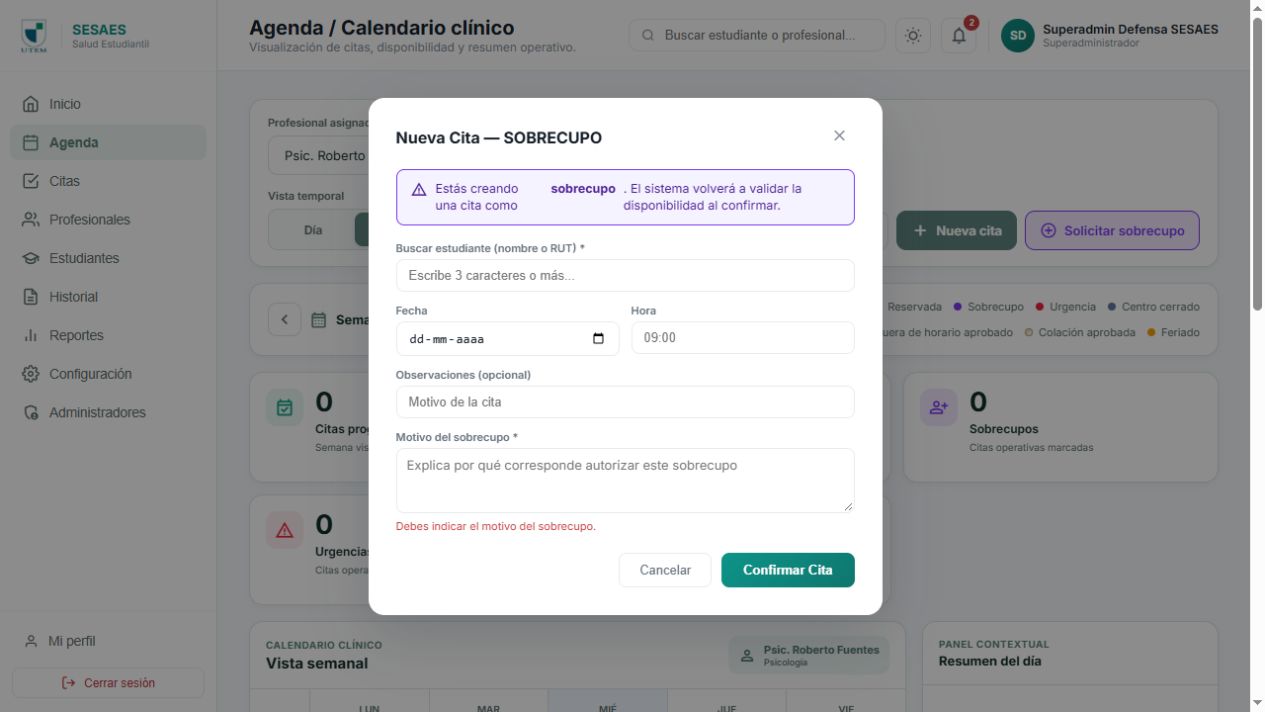 UTEM
SESAES
Salud Estudiantil
Inicio
Agenda
Citas
Profesionales
Estudiantes
Historial
Reportes
Configuración
Administradores
Mi perfil
Cerrar sesión
Agenda / Calendario clínico
Visualización de citas, disponibilidad y resumen operativo.
Buscar estudiante o profesional...
2
SD
Superadmin Defensa SESAES
Superadministrador
Profesional
Psic. Roberto
Vista temporal
Día
Nueva cita
Solicitar sobrecupo
Reservada
Sobrecupo
Urgencia
Centro cerrado
de horario aprobado
Colación aprobada
Feriado
0
Citas
Semana
0
Sobrecupos
Citas operativas marcadas
0
Citas
Nueva Cita — SOBRECUPO
Estás creando una cita como
sobrecupo
. El sistema volverá a validar la disponibilidad al confirmar.
Buscar estudiante (nombre o RUT) *
Escribe 3 caracteres o más...
Fecha
Hora
dd-mm-aaaa
09:00
Observaciones (opcional)
Motivo de la cita
Motivo del sobrecupo *
Explica por qué corresponde autorizar este sobrecupo
Debes indicar el motivo del sobrecupo.
Cancelar
Confirmar Cita
CALENDARIO CLÍNICO
Vista semanal
Psic. Roberto Fuentes
Psicología
LUN
MAR
MIÉ
JUE
VIE
PANEL CONTEXTUAL
Resumen del día